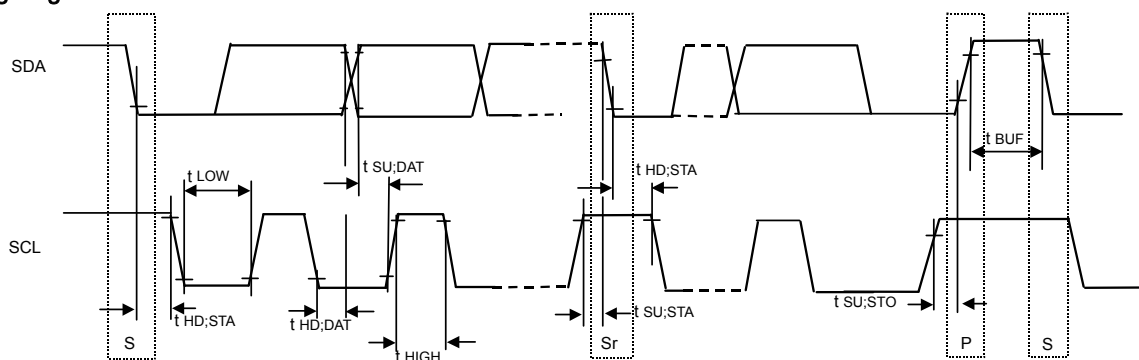 SDA
t BUF
t SU;DAT
t LOW
t HD;STA
SCL
t HD;STA
t HD;DAT
t SU;STA
t SU;STO
t HIGH
S
Sr
P
S